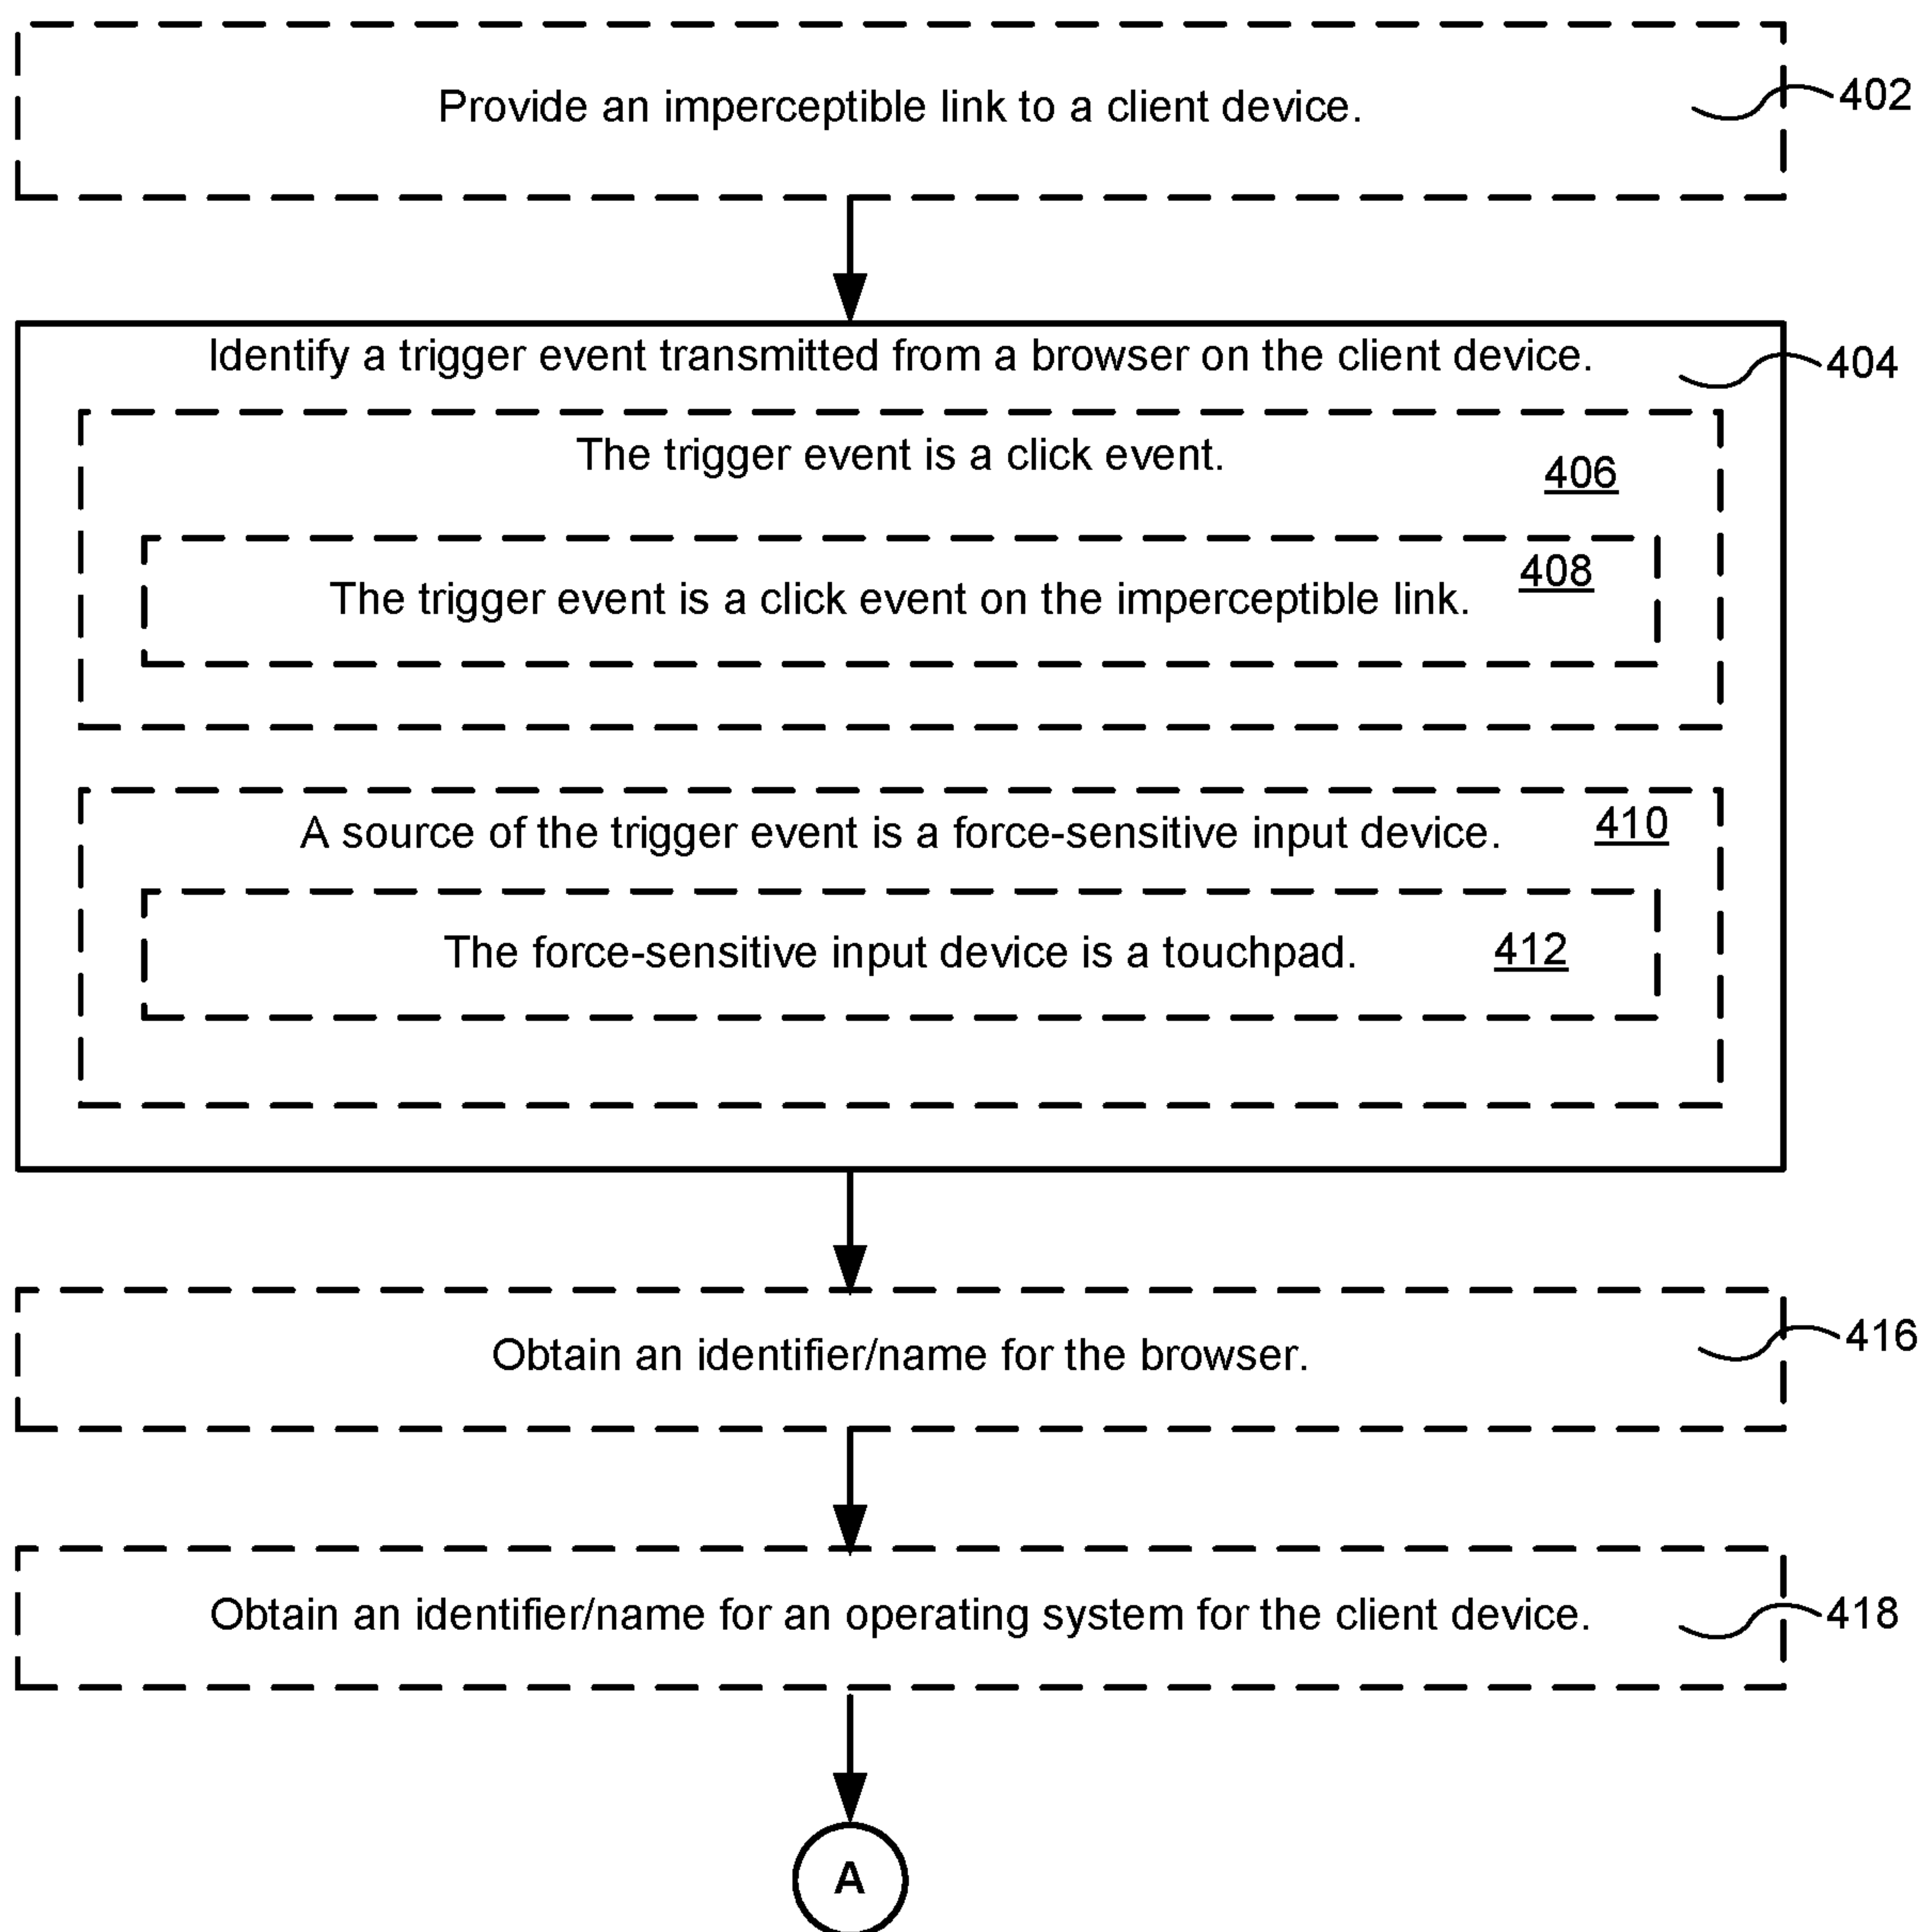 Provide an imperceptible link to a client device.
402
Identify a trigger event transmitted from a browser on the client device.
404
The trigger event is a click event.
406
The trigger event is a click event on the imperceptible link.
408
A source of the trigger event is a force-sensitive input device.
410
The force-sensitive input device is a touchpad.
412
Obtain an identifier/name for the browser.
416
Obtain an identifier/name for an operating system for the client device.
418
A